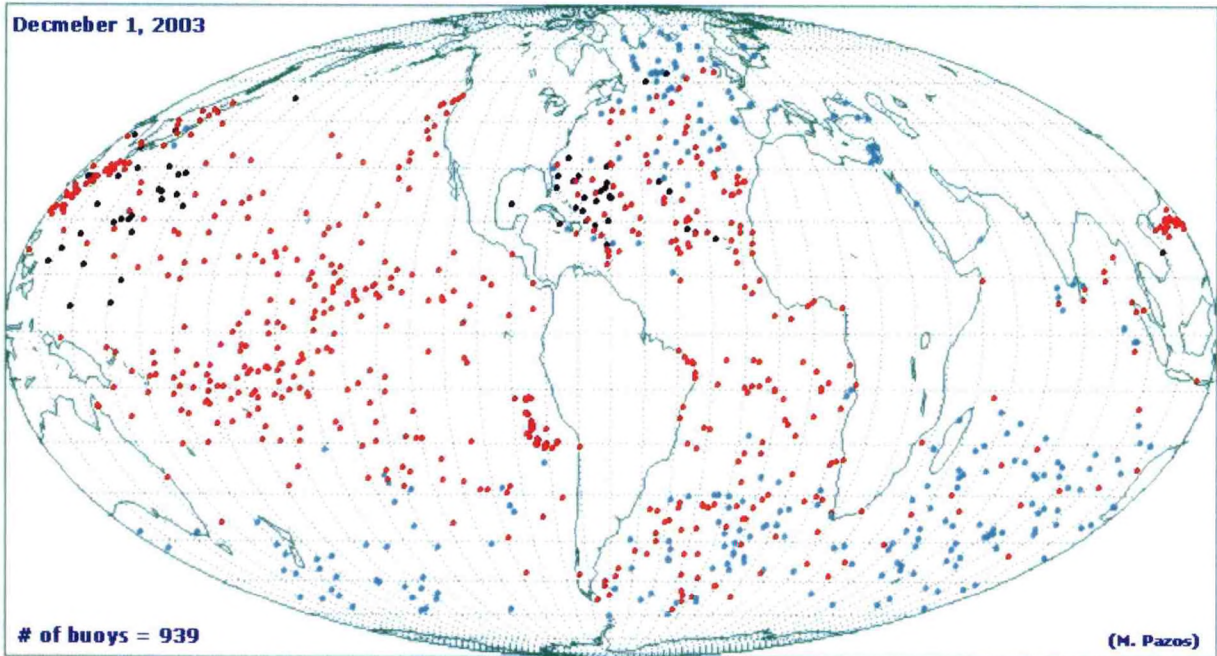 Decmeber 1, 2003
# of buoys = 939
(M. Pazos)